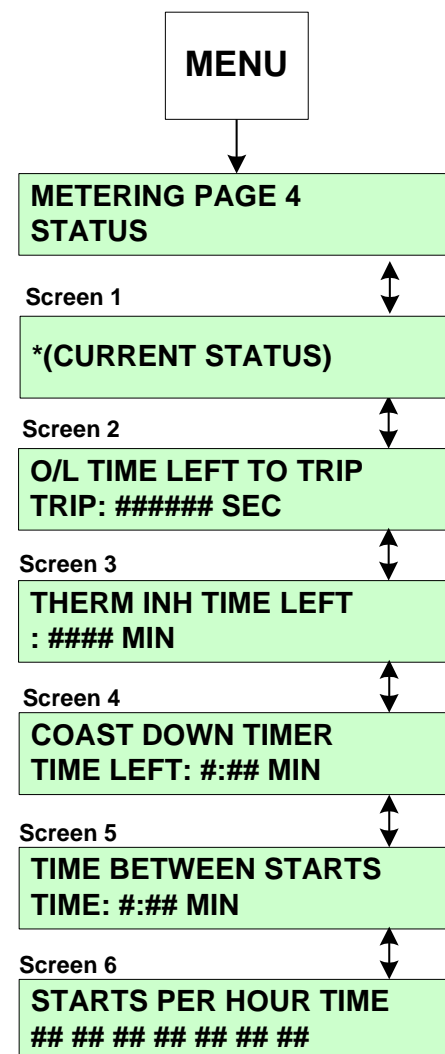 MENU
METERING PAGE 4
STATUS
Screen 1
*(CURRENT STATUS)
Screen 2
O/L TIME LEFT TO TRIP
TRIP: ###### SEC
Screen 3
THERM INH TIME LEFT
: #### MIN
Screen 4
COAST DOWN TIMER
TIME LEFT: #:## MIN
Screen 5
TIME BETWEEN STARTS
TIME: #:## MIN
Screen 6
STARTS PER HOUR TIME
## ## ## ## ## ## ##